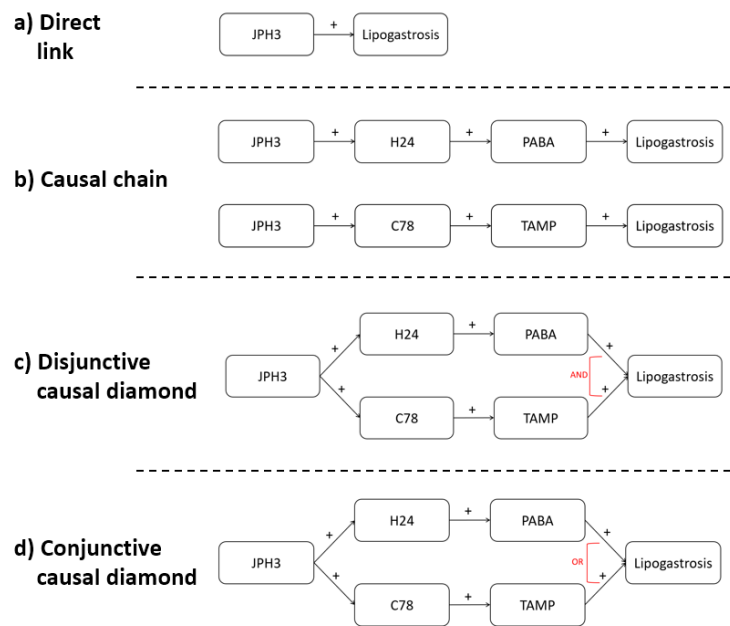 a) Direct
link
JPH3
+
Lipogastrosis
b) Causal chain
JPH3
+
H24
+
PABA
+
Lipogastrosis
JPH3
+
C78
+
TAMP
+
Lipogastrosis
c) Disjunctive
causal diamond
JPH3
+
H24
+
PABA
+
+
C78
+
TAMP
+
AND
Lipogastrosis
d) Conjunctive
causal diamond
JPH3
+
H24
+
PABA
+
+
C78
+
TAMP
+
OR
Lipogastrosis